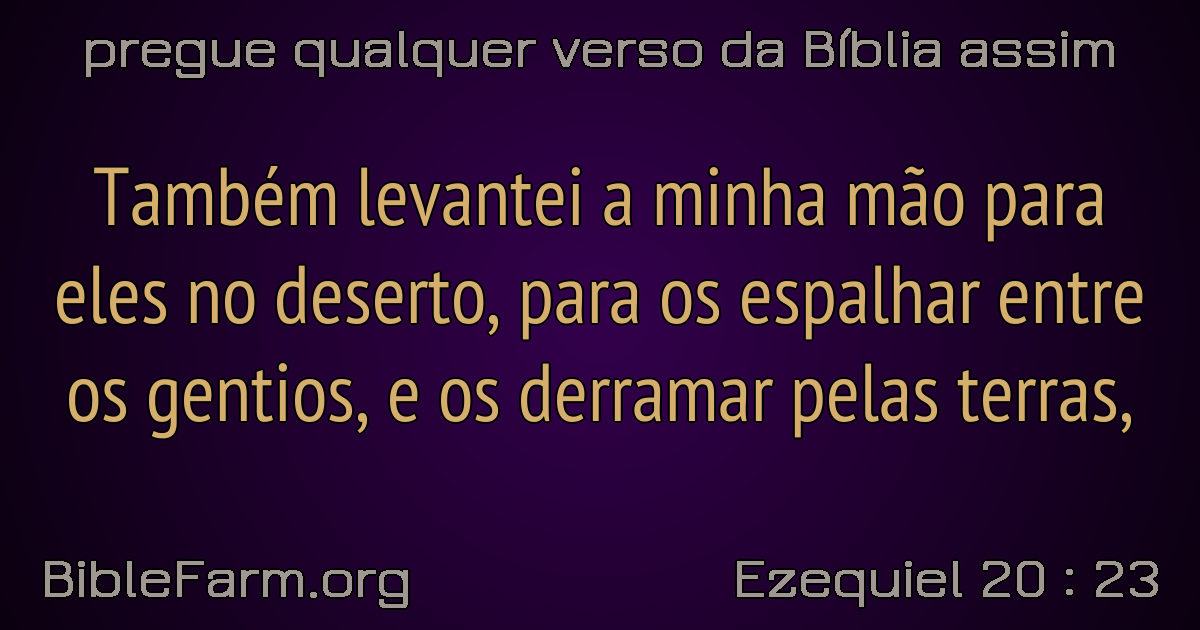 pregue qualquer verso da Bíblia assim
Também levantei a minha mão para
eles no deserto, para os espalhar entre
os gentios, e os derramar pelas terras,
BibleFarm.org
Ezequiel 20 : 23